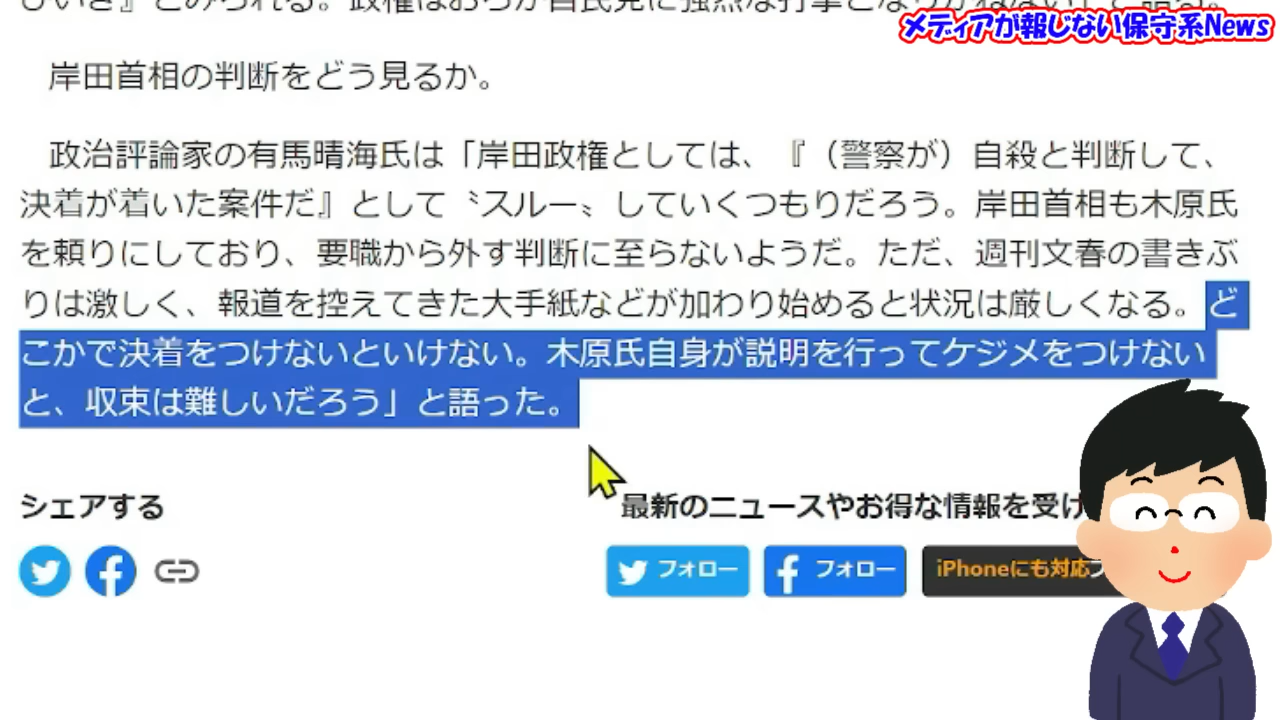 メディアが報じない保守系News
岸田首相の判断をどう見るか。
政治評論家の有馬晴海氏は「岸田政権としては、『（警察が）自殺と判断して、
決着が着いた案件だ』として〝スルー〟していくつもりだろう。岸田首相も木原氏
を頼りにしており、要職から外す判断に至らないようだ。ただ、週刊文春の書きぶ
りは激しく、報道を控えてきた大手紙などが加わり始めると状況は厳しくなる。ど
こかで決着をつけないといけない。木原氏自身が説明を行ってケジメをつけない
と、収束は難しいだろう」と語った。
シェアする
最新のニュースやお得な情報を受け
フォロー
フォロー
iPhoneにも対応